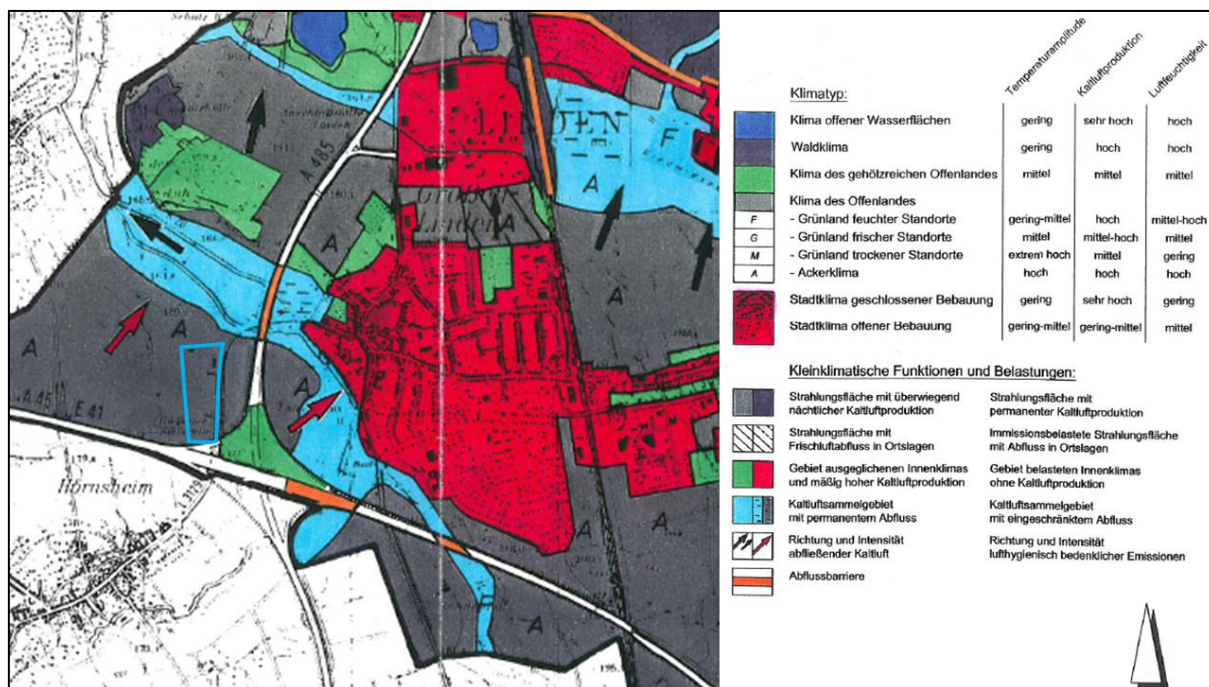 LINDEN
Großen
Linden
A 485
F
A
A
A
A
A
A
A
A
A
A
A
A 45
E 41
Hörnsheim
Temperaturamplitude
Kaltluftproduktion
Luftfeuchtigkeit
Klimatyp:
Klima offener Wasserflächen gering sehr hoch hoch
Waldklima gering hoch hoch
Klima des gehölzreichen Offenlandes mittel mittel mittel
Klima des Offenlandes
F - Grünland feuchter Standorte gering-mittel hoch mittel-hoch
G - Grünland frischer Standorte mittel mittel-hoch mittel
M - Grünland trockener Standorte extrem hoch mittel gering
A - Ackerklima hoch hoch hoch
Stadtklima geschlossener Bebauung gering sehr hoch gering
Stadtklima offener Bebauung gering-mittel gering-mittel mittel
Kleinklimatische Funktionen und Belastungen:
Strahlungsfläche mit überwiegend Strahlungsfläche mit
nächtlicher Kaltluftproduktion permanenter Kaltluftproduktion
Strahlungsfläche mit Immissionsbelastete Strahlungsfläche
Frischluftabfluss in Ortslagen mit Abfluss in Ortslagen
Gebiet ausgeglichenen Innenklimas Gebiet belasteten Innenklimas
und mäßig hoher Kaltluftproduktion ohne Kaltluftproduktion
Kaltluftsammelgebiet Kaltluftsammelgebiet
mit permanentem Abfluss mit eingeschränktem Abfluss
Richtung und Intensität Richtung und Intensität
abfließender Kaltluft lufthygienisch bedenklicher Emissionen
Abflussbarriere